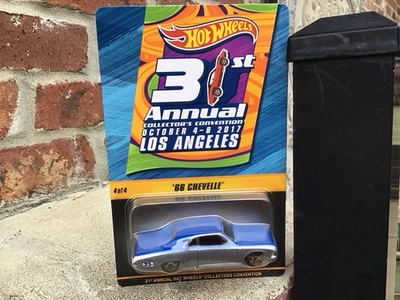 HOT WHEELS
31st
Annual
COLLECTOR'S CONVENTION
OCTOBER 4-8 2017
LOS ANGELES
4 of 4
'66 CHEVELLE
31st ANNUAL HOT WHEELS COLLECTORS CONVENTION